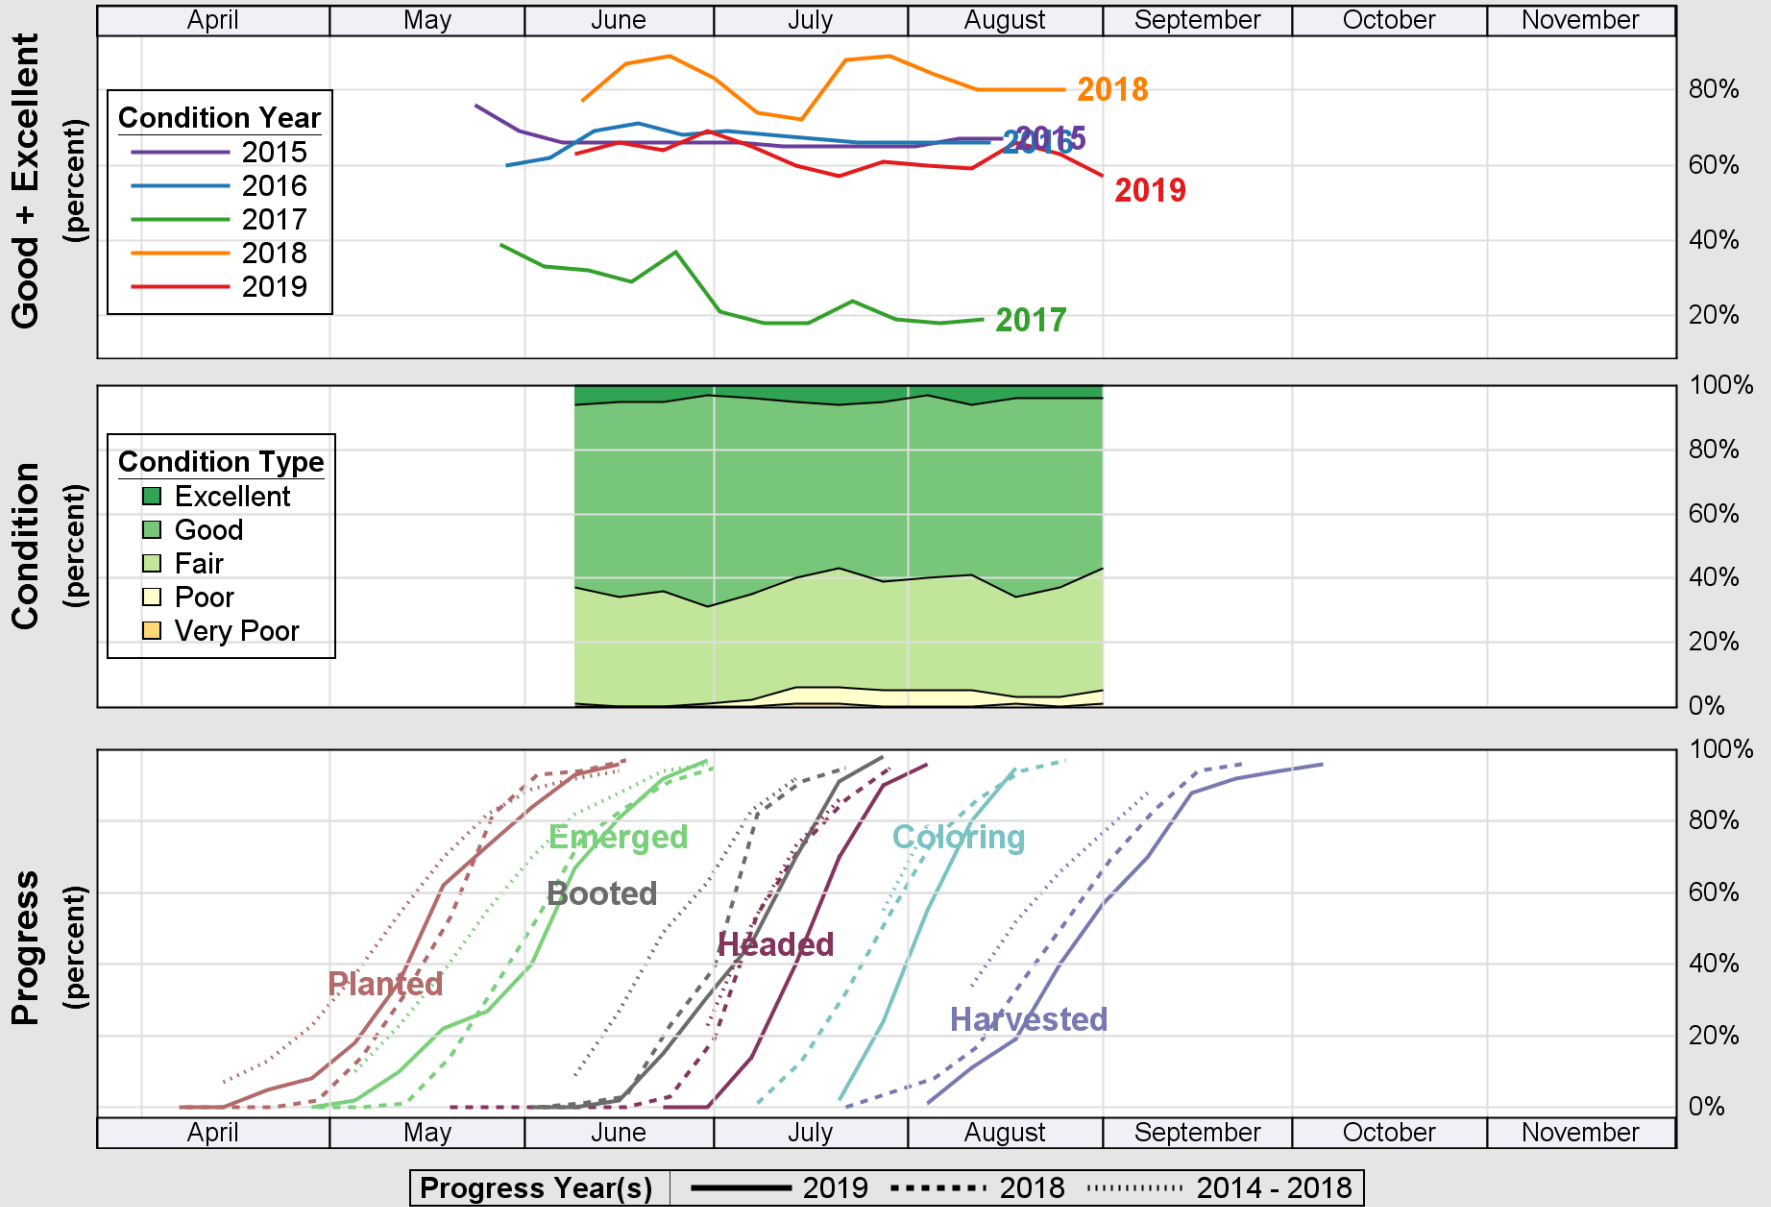 April May June July August September October November
Good + Excellent
(percent)
Condition Year
2015
2016
2017
2018
2019
2018
2015
2016
2019
2017
80%
60%
40%
20%
Condition
(percent)
Condition Type
Excellent
Good
Fair
Poor
Very Poor
100%
80%
60%
40%
20%
0%
Progress
(percent)
Emerged
Coloring
Booted
Headed
Planted
Harvested
100%
80%
60%
40%
20%
0%
April May June July August September October November
Progress Year(s) 2019 2018 2014 - 2018